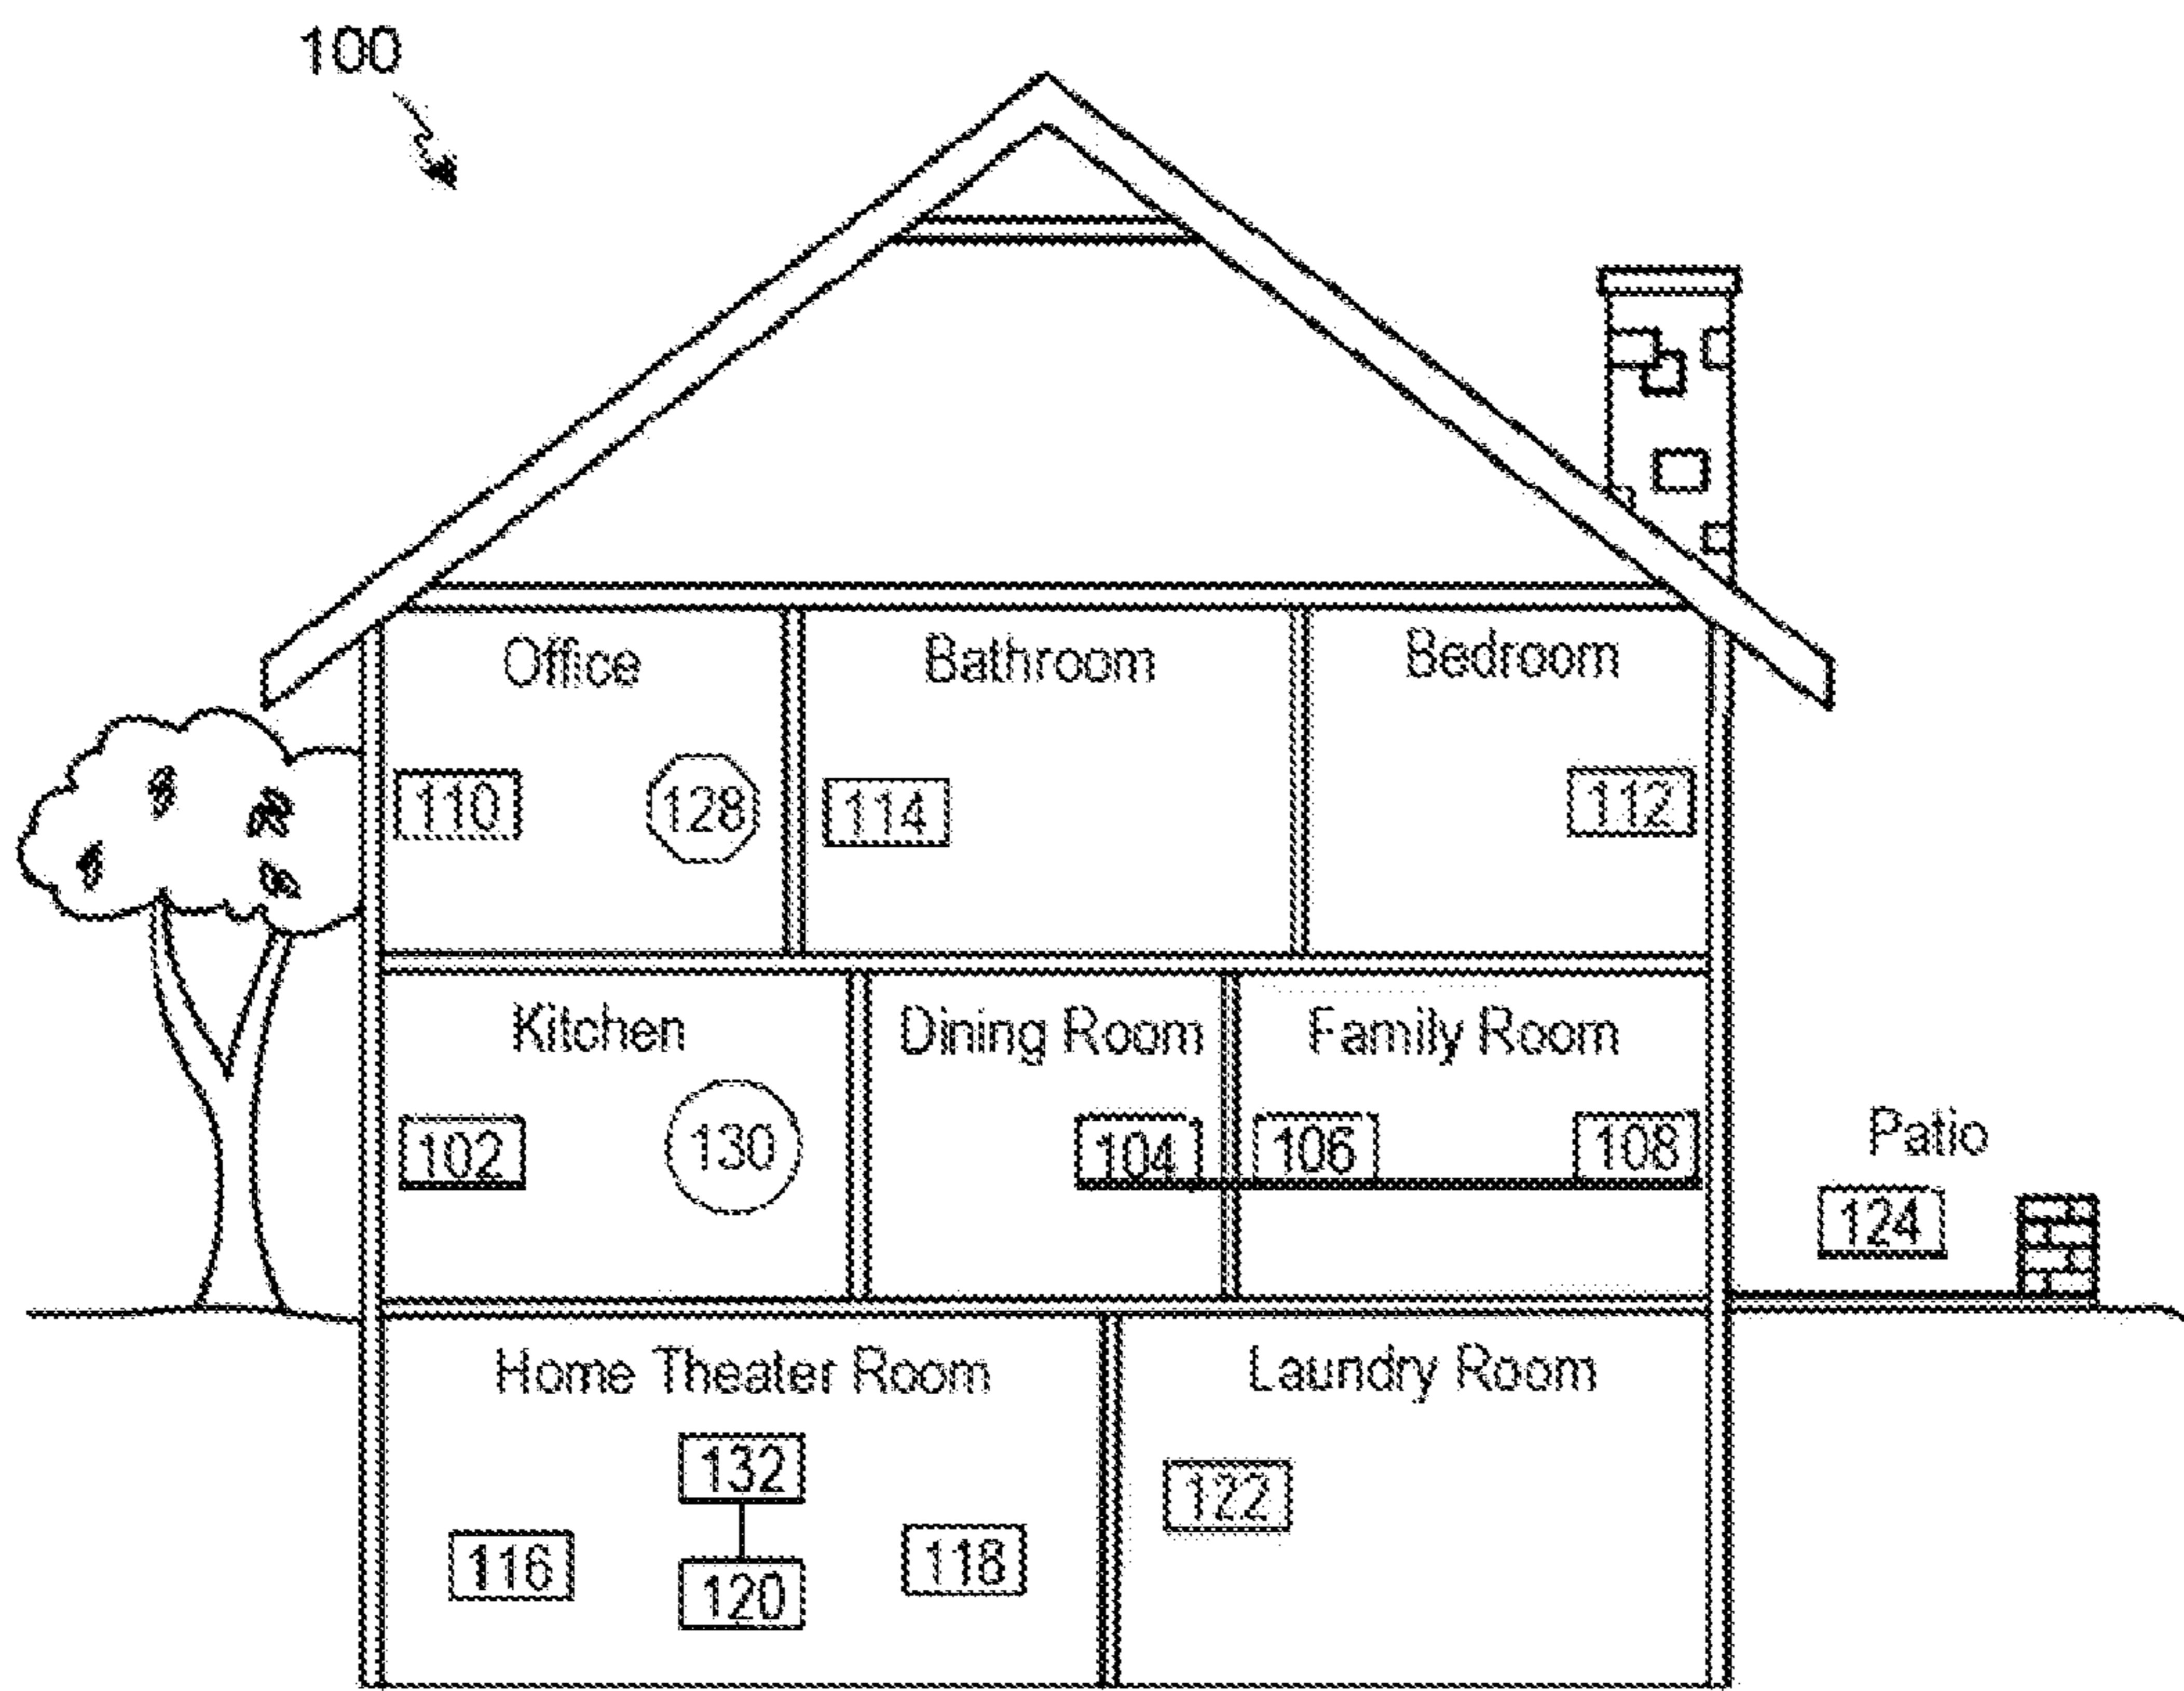 100
Office
Bathroom
Bedroom
110
128
114
112
Kitchen
Dining Room
Family Room
102
130
104
106
108
Patio
124
Home Theater Room
Laundry Room
132
122
116
120
118